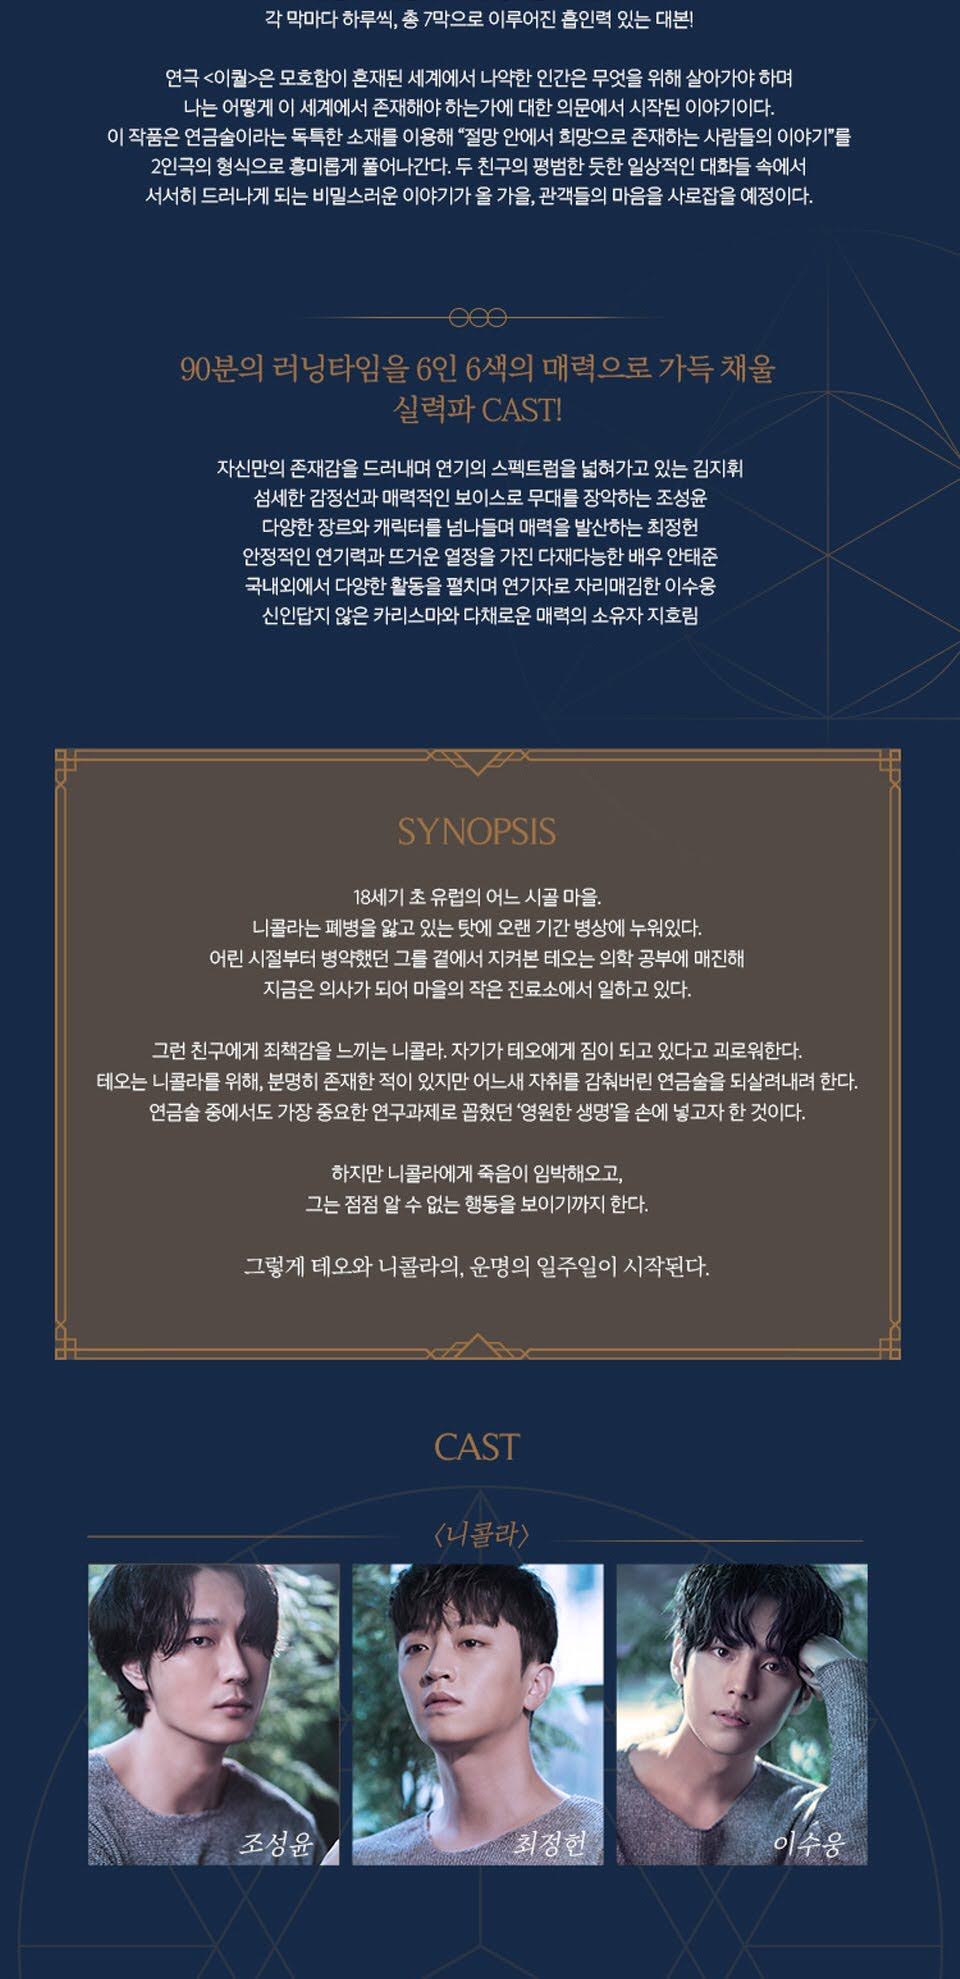 각 막마다 하루씩, 총 7막으로 이루어진 흡인력 있는 대본!
연극 <이퀄>은 모호함이 혼재된 세계에서 나약한 인간은 무엇을 위해 살아가야 하며
나는 어떻게 이 세계에서 존재해야 하는가에 대한 의문에서 시작된 이야기이다.
이 작품은 연금술이라는 독특한 소재를 이용해 “절망 안에서 희망으로 존재하는 사람들의 이야기”를
2인극의 형식으로 흥미롭게 풀어나간다. 두 친구의 평범한 듯한 일상적인 대화들 속에서
서서히 드러나게 되는 비밀스러운 이야기가 올 가을, 관객들의 마음을 사로잡을 예정이다.
90분의 러닝타임을 6인 6색의 매력으로 가득 채울
실력파 CAST!
자신만의 존재감을 드러내며 연기의 스펙트럼을 넓혀가고 있는 김지휘
섬세한 감정선과 매력적인 보이스로 무대를 장악하는 조성윤
다양한 장르와 캐릭터를 넘나들며 매력을 발산하는 최정헌
안정적인 연기력과 뜨거운 열정을 가진 다재다능한 배우 안태준
국내외에서 다양한 활동을 펼치며 연기자로 자리매김한 이수웅
신인답지 않은 카리스마와 다채로운 매력의 소유자 지호림
SYNOPSIS
18세기 초 유럽의 어느 시골 마을.
니콜라는 폐병을 앓고 있는 탓에 오랜 기간 병상에 누워있다.
어린 시절부터 병약했던 그를 곁에서 지켜본 테오는 의학 공부에 매진해
지금은 의사가 되어 마을의 작은 진료소에서 일하고 있다.
그런 친구에게 죄책감을 느끼는 니콜라. 자기가 테오에게 짐이 되고 있다고 괴로워한다.
테오는 니콜라를 위해, 분명히 존재한 적이 있지만 어느새 자취를 감춰버린 연금술을 되살려내려 한다.
연금술 중에서도 가장 중요한 연구과제로 꼽혔던 ‘영원한 생명’을 손에 넣고자 한 것이다.
하지만 니콜라에게 죽음이 임박해오고,
그는 점점 알 수 없는 행동을 보이기까지 한다.
그렇게 테오와 니콜라의, 운명의 일주일이 시작된다.
CAST
〈니콜라〉
조성윤
최정헌
이수웅